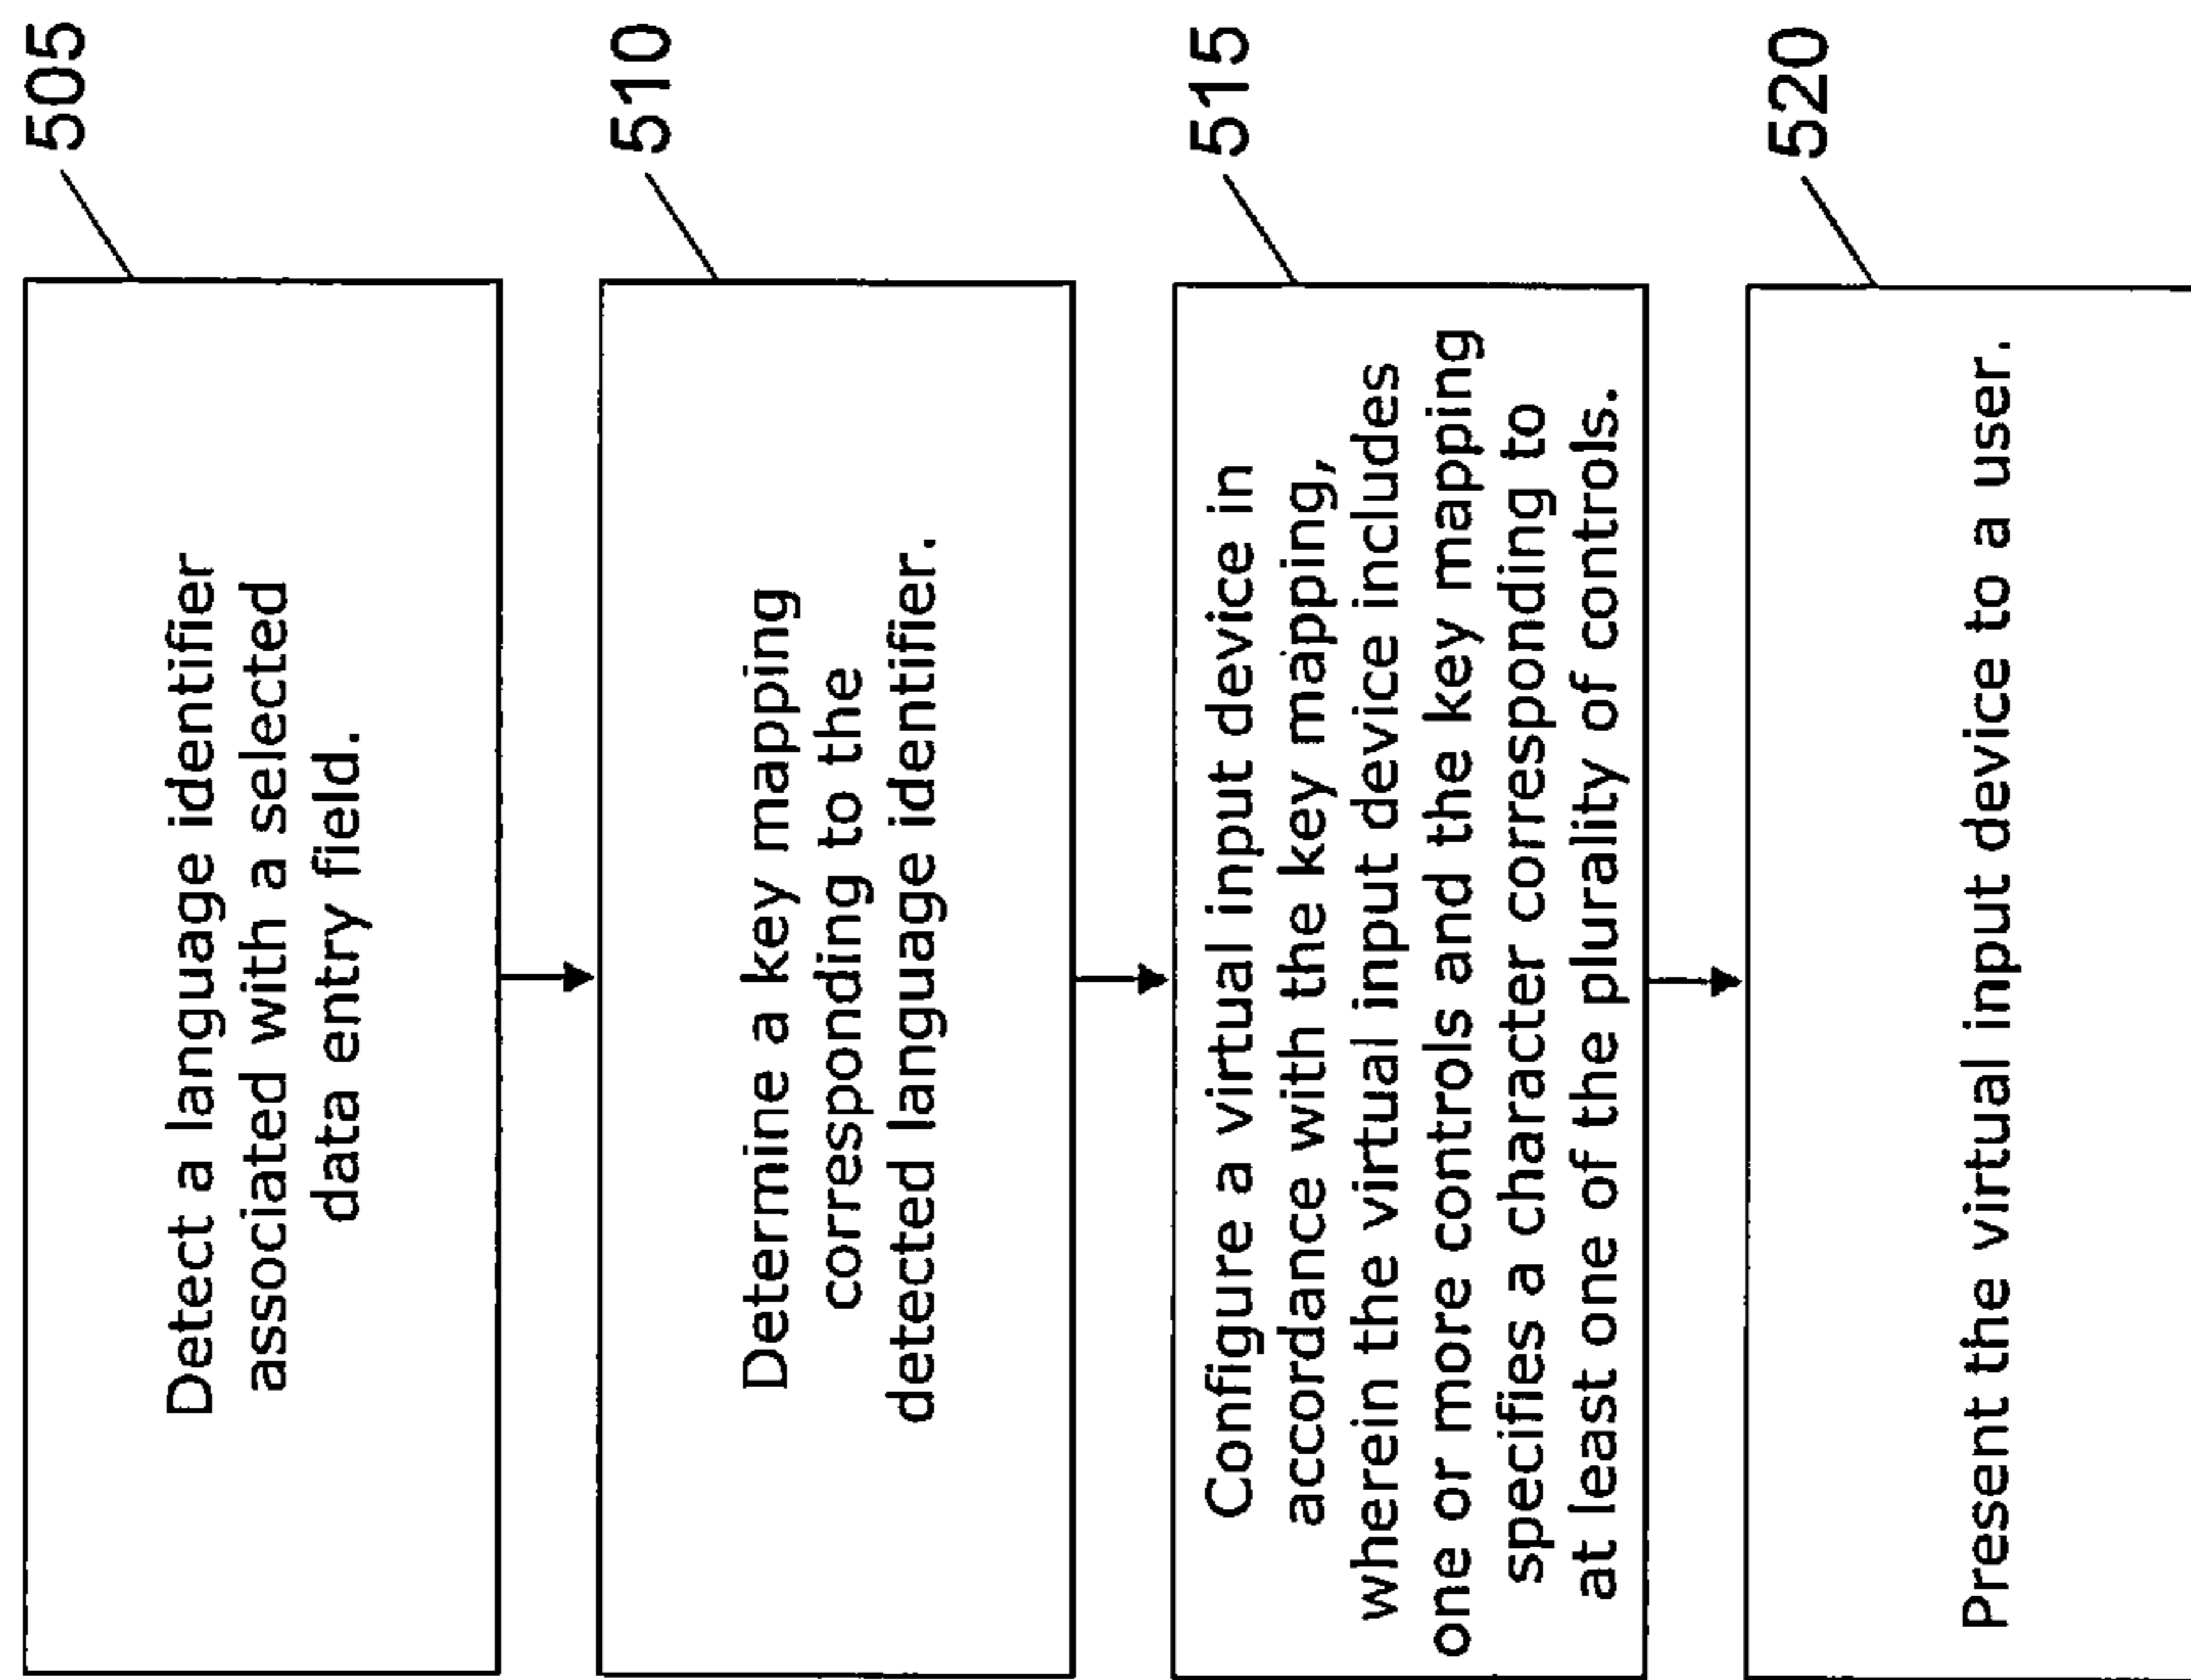 505
Detect a language identifier
associated with a selected
data entry field.
510
Determine a key mapping
corresponding to the
detected language identifier.
515
Configure a virtual input device in
accordance with the key mapping,
wherein the virtual input device includes
one or more controls and the key mapping
specifies a character corresponding to
at least one of the plurality of controls.
520
Present the virtual input device to a user.